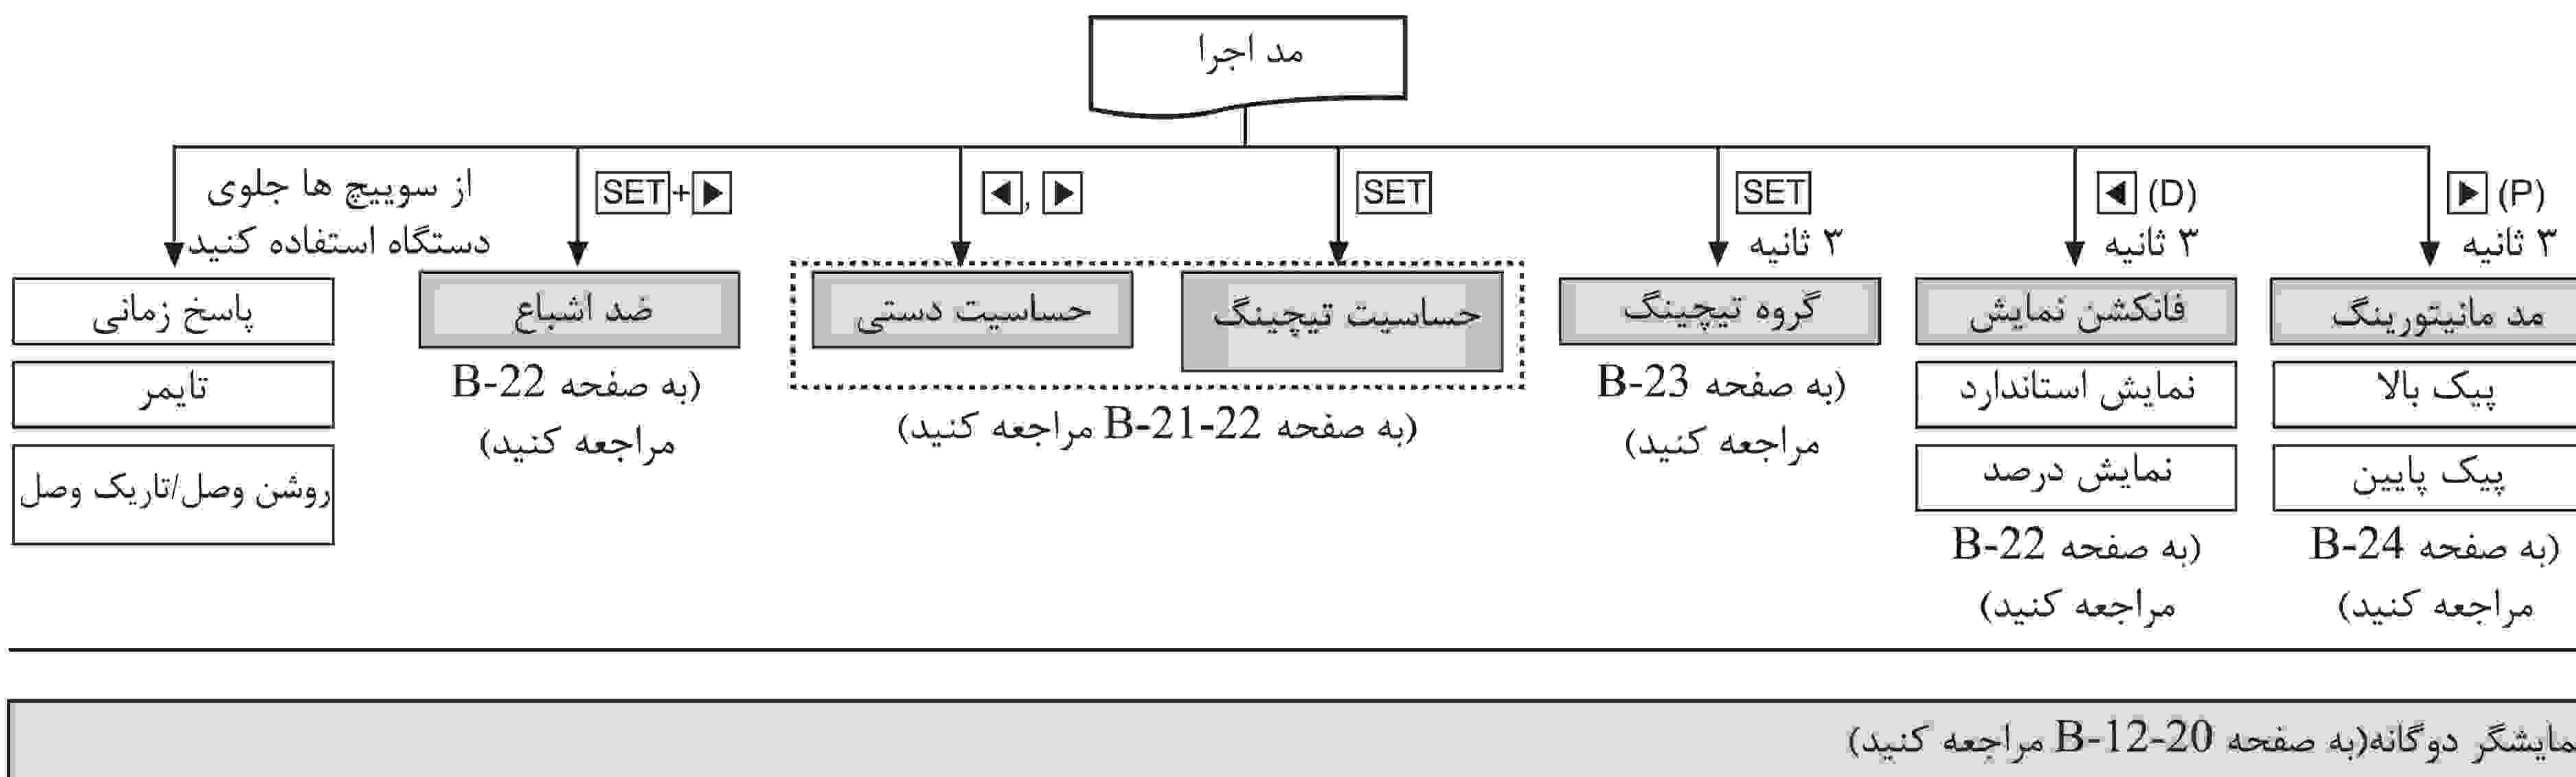 مد اجرا
▶ (P)
۳ ثانیه
مد مانیتورینگ
پیک بالا
پیک پایین
(به صفحه B-24
مراجعه کنید)
◀ (D)
۳ ثانیه
فانکشن نمایش
نمایش استاندارد
نمایش درصد
(به صفحه B-22
مراجعه کنید)
SET
۳ ثانیه
گروه تیچینگ
(به صفحه B-23
مراجعه کنید)
SET
حساسیت تیچینگ
◀, ▶
حساسیت دستی
(به صفحه B-21-22 مراجعه کنید)
SET+▶
ضد اشباع
(به صفحه B-22
مراجعه کنید)
از سوییچ ها جلوی
دستگاه استفاده کنید
پاسخ زمانی
تایمر
روشن وصل/تاریک وصل
مایشگر دوگانه(به صفحه B-12-20 مراجعه کنید)